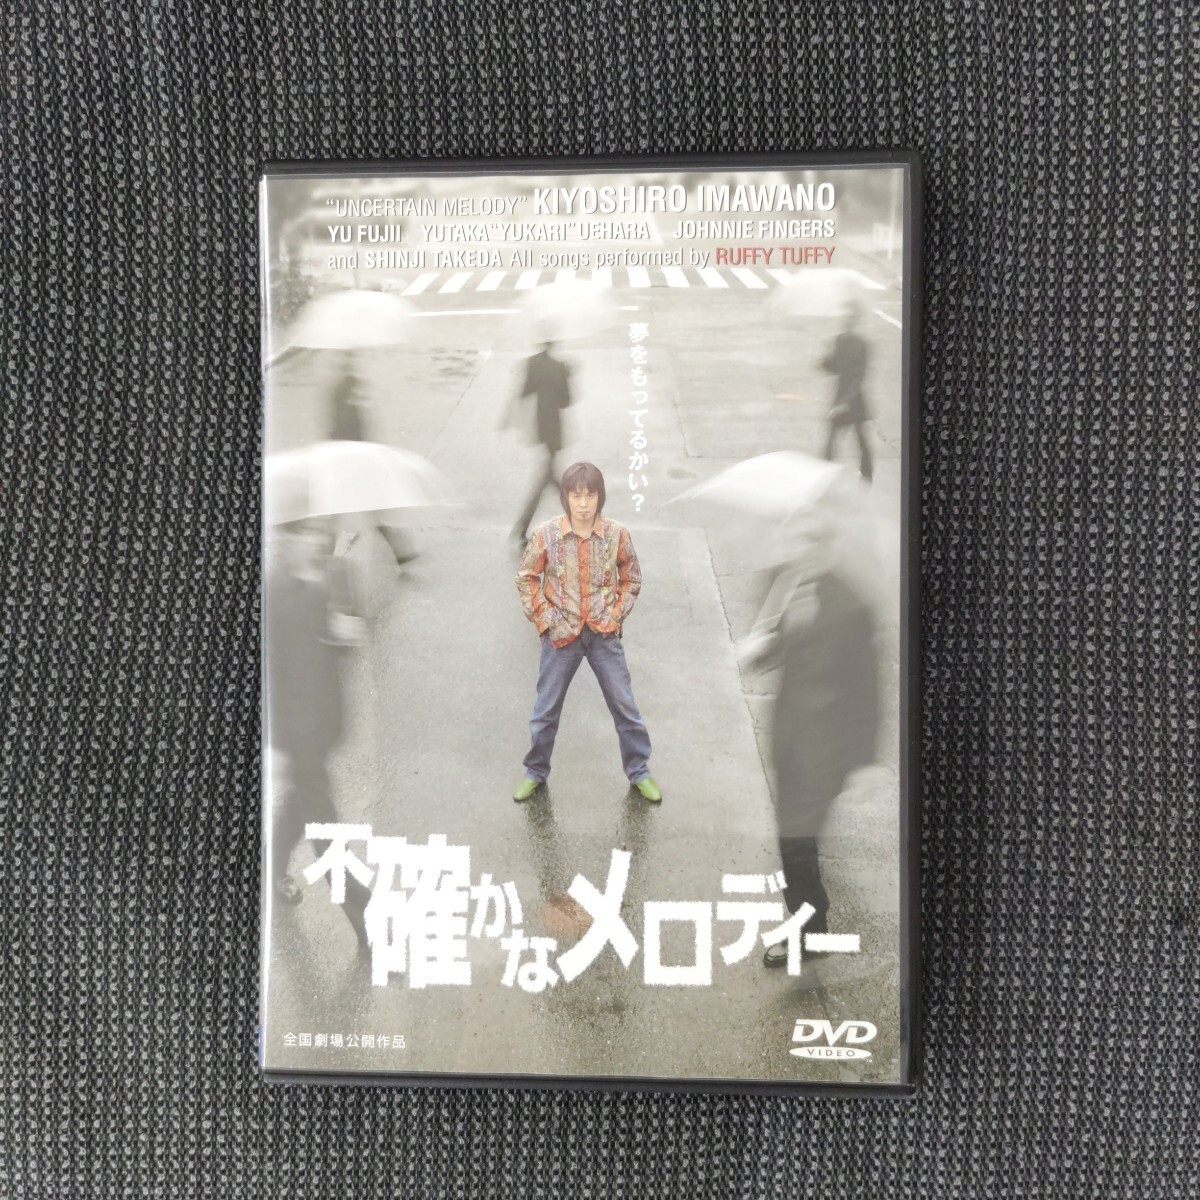 "UNCERTAIN MELODY" KIYOSHIRO IMAWANO
YU FUJII YUTAKA"YUKARI"UEHARA JOHNNIE FINGERS
and SHINJI TAKEDA All songs performed by RUFFY TUFFY
夢をもってるかい?
不確かなメロディー
全国劇場公開作品
DVD
VIDEO